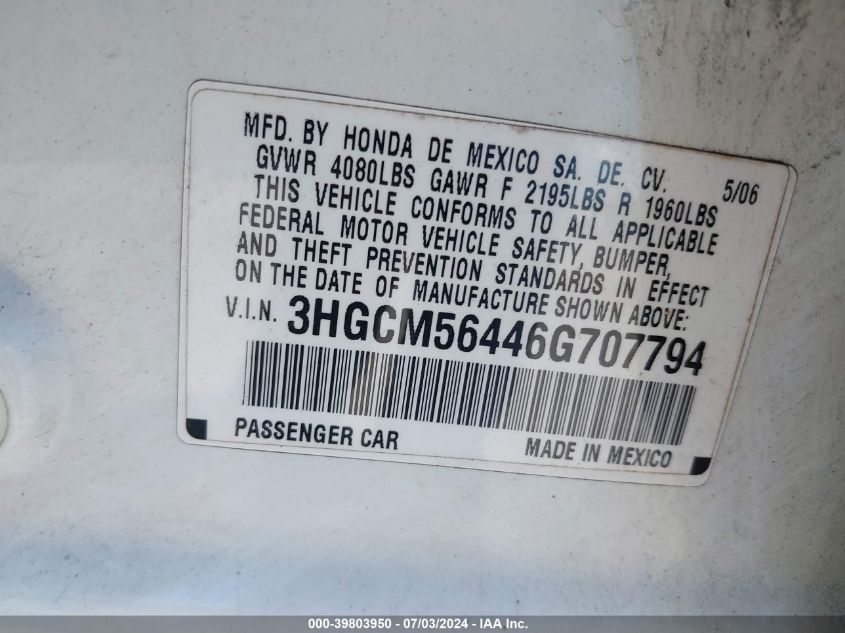 MFD. BY HONDA DE MEXICO SA. DE. CV. 5/06
GVWR 4080LBS GAWR F 2195LBS R 1960LBS
THIS VEHICLE CONFORMS TO ALL APPLICABLE
FEDERAL MOTOR VEHICLE SAFETY, BUMPER,
AND THEFT PREVENTION STANDARDS IN EFFECT
ON THE DATE OF MANUFACTURE SHOWN ABOVE:
V.I.N. 3HGCM56446G707794
PASSENGER CAR MADE IN MEXICO
000-39803950 - 07/03/2024 - IAA Inc.